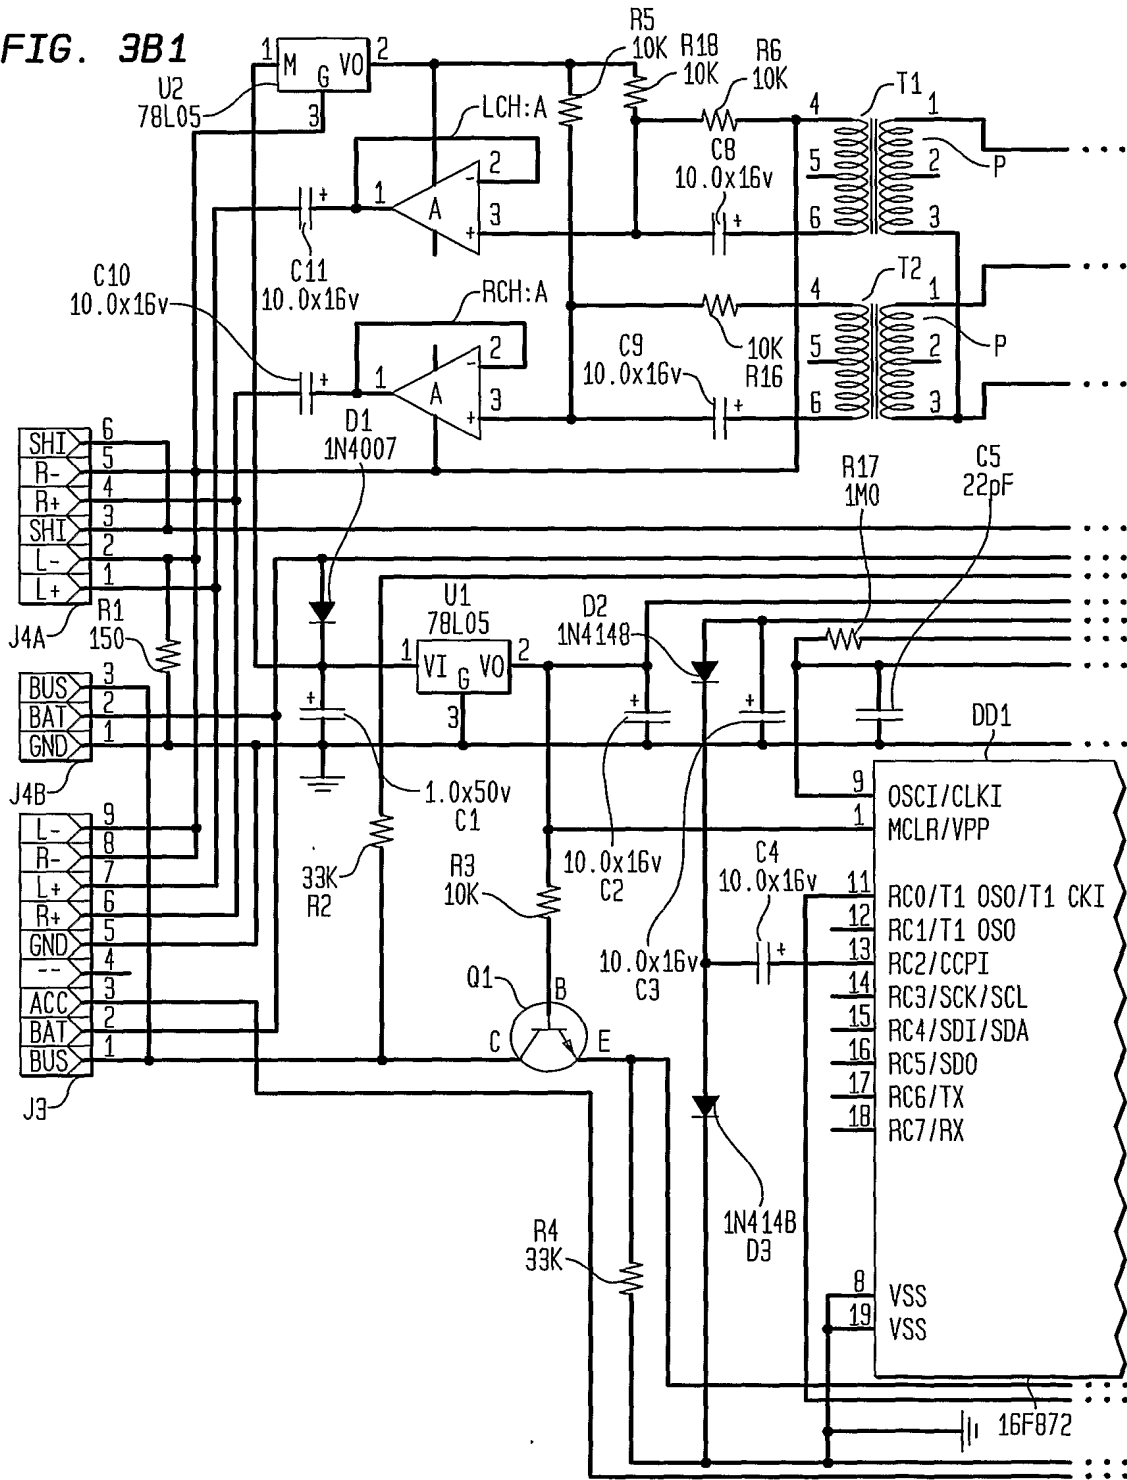 FIG. 3B1
U2
78L05
1
M
G
VO
2
3
R5
10K
R18
10K
R6
10K
T1
4
5
6
1
2
3
P
LCH:A
C8
10.0x16v
2
-
1
A
3
+
+
+
C11
10.0x16v
C10
10.0x16v
RCH:A
T2
4
5
6
1
2
3
P
10K
R16
C9
10.0x16v
2
-
1
A
3
+
+
+
D1
1N4007
SHI 6
R- 5
R+ 4
SHI 3
L- 2
L+ 1
J4A
R1
150
R17
1M0
C5
22pF
U1
78L05
1
VI
VO
2
G
3
D2
1N4148
BUS 3
BAT 2
GND 1
J4B
+
1.0x50v
C1
+
10.0x16v
C2
+
10.0x16v
C3
L- 9
R- 8
L+ 7
R+ 6
GND 5
-- 4
ACC 3
BAT 2
BUS 1
J3
33K
R2
R3
10K
C4
10.0x16v
+
Q1
B
C
E
DD1
9 OSCI/CLKI
1 MCLR/VPP
11 RC0/T1 OSO/T1 CKI
12 RC1/T1 OSO
13 RC2/CCPI
14 RC3/SCK/SCL
15 RC4/SDI/SDA
16 RC5/SDO
17 RC6/TX
18 RC7/RX
1N414B
D3
R4
33K
8 VSS
19 VSS
16F872